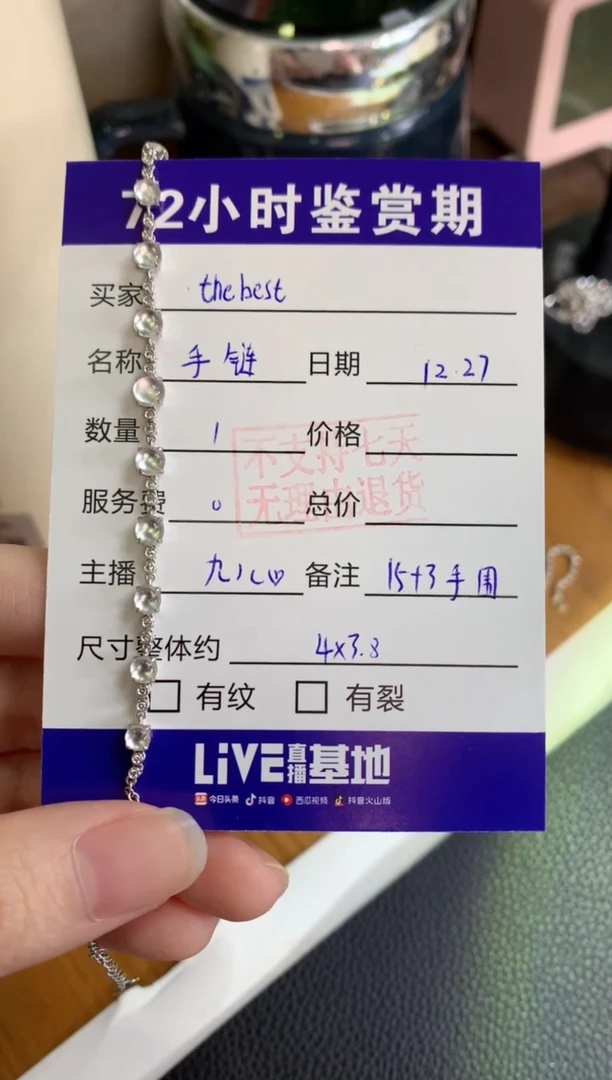 72小时鉴赏期
买家 the best
名称 手链 日期 12.27
数量 1 价格
不支持七天
无理由退货
服务费 0 总价
主播 九儿 备注 15+3手围
尺寸整体约 4x3.8
有纹 有裂
LiVE直播基地
今日头条 抖音 西瓜视频 抖音火山版